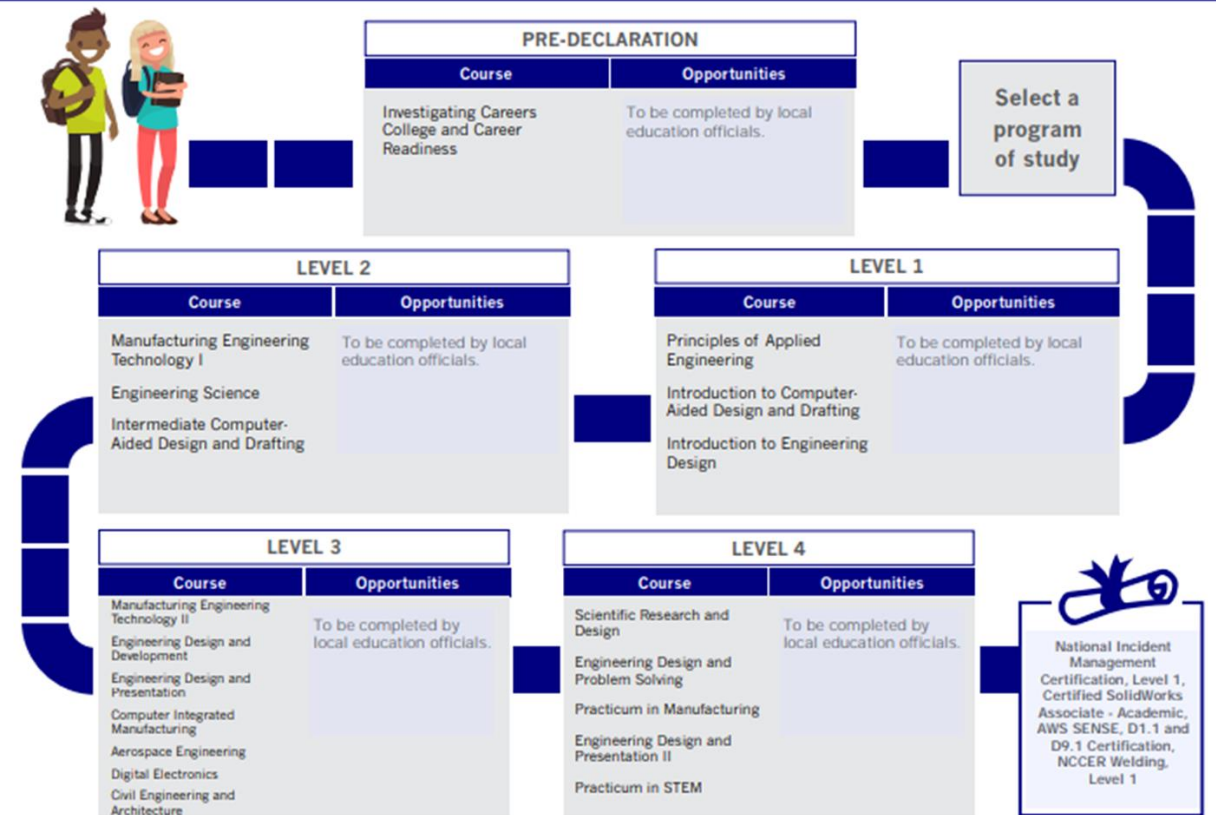 PRE-DECLARATION
Course
Opportunities
Investigating Careers
College and Career
Readiness
To be completed by local
education officials.
Select a
program
of study
LEVEL 1
Course
Opportunities
Principles of Applied
Engineering
Introduction to Computer-
Aided Design and Drafting
Introduction to Engineering
Design
To be completed by local
education officials.
LEVEL 2
Course
Opportunities
Manufacturing Engineering
Technology I
Engineering Science
Intermediate Computer-
Aided Design and Drafting
To be completed by local
education officials.
LEVEL 3
Course
Opportunities
Manufacturing Engineering
Technology II
Engineering Design and
Development
Engineering Design and
Presentation
Computer Integrated
Manufacturing
Aerospace Engineering
Digital Electronics
Civil Engineering and
Architecture
To be completed by
local education officials.
LEVEL 4
Course
Opportunities
Scientific Research and
Design
Engineering Design and
Problem Solving
Practicum in Manufacturing
Engineering Design and
Presentation II
Practicum in STEM
To be completed by
local education officials.
National Incident
Management
Certification, Level 1,
Certified SolidWorks
Associate - Academic,
AWS SENSE, D1.1 and
D9.1 Certification,
NCCER Welding,
Level 1